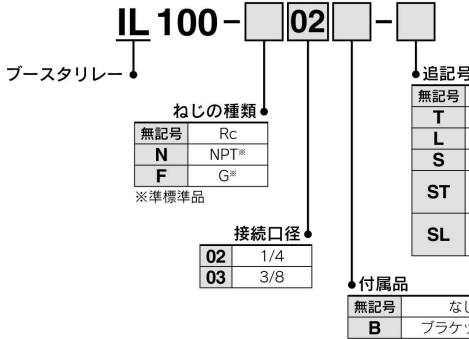 IL 100 - 02 -
ブースタリレー
追記号
無記号
T
L
S
ST
SL
ねじの種類
無記号 Rc
N NPT※
F G※
※準標準品
接続口径
02 1/4
03 3/8
付属品
無記号 な
B ブラケッ